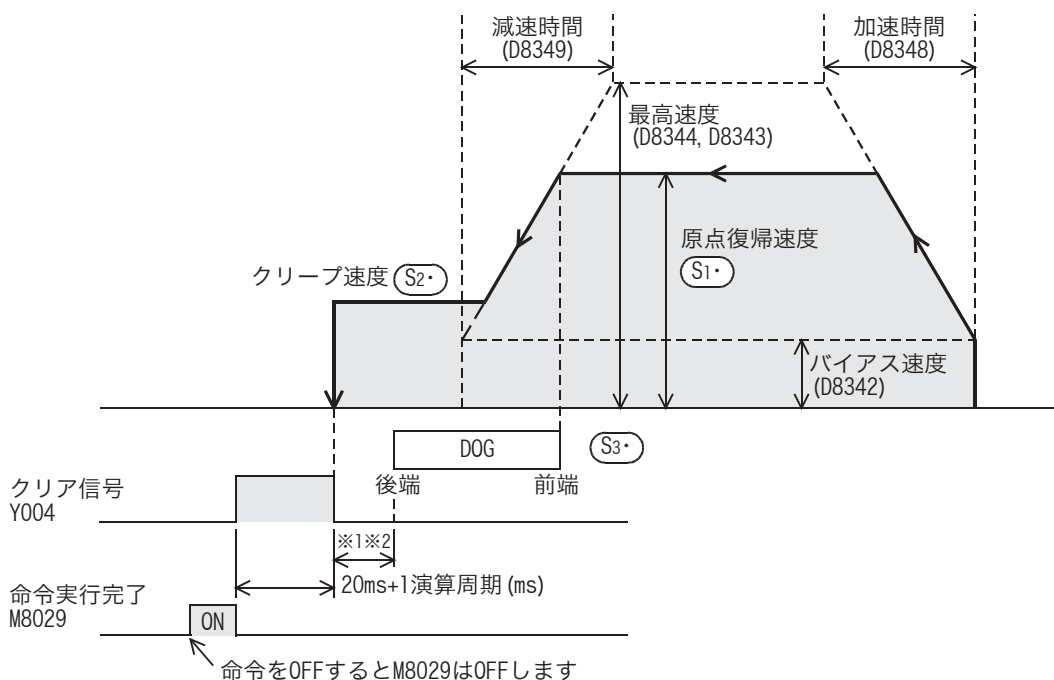 減速時間
(D8349)
加速時間
(D8348)
最高速度
(D8344, D8343)
原点復帰速度
S1・
クリープ速度 S2・
バイアス速度
(D8342)
DOG
S3・
後端
前端
クリア信号
Y004
※1※2
20ms+1演算周期(ms)
命令実行完了
M8029
ON
命令をOFFするとM8029はOFFします